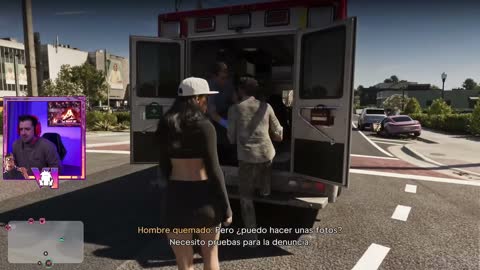 Hombre quemado: Pero ¿puedo hacer unas fotos?
Necesito pruebas para la denuncia.